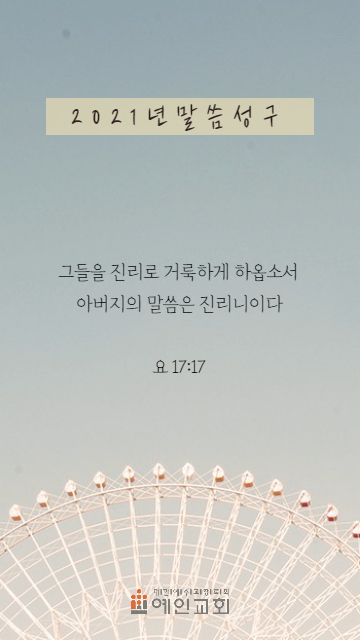 2021년말씀성구
그들을 진리로 거룩하게 하옵소서
아버지의 말씀은 진리니이다
요 17:17
예인교회